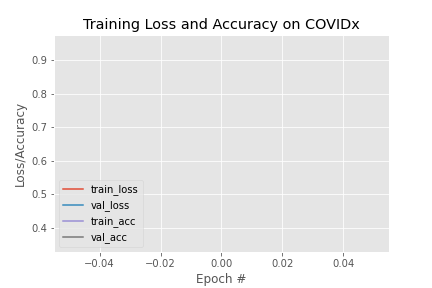 Training Loss and Accuracy on COVIDx
Loss/Accuracy
0.9
0.8
0.7
0.6
0.5
0.4
train_loss
val_loss
train_acc
val_acc
−0.04 −0.02 0.00 0.02 0.04
Epoch #